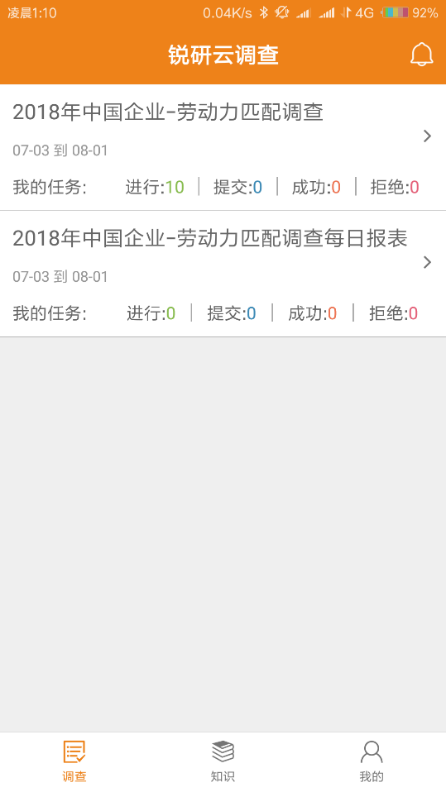 凌晨1:10 0.04K/s 4G 92%
锐研云调查
2018年中国企业-劳动力匹配调查
07-03 到 08-01
我的任务: 进行:10 | 提交:0 | 成功:0 | 拒绝:0
2018年中国企业-劳动力匹配调查每日报表
07-03 到 08-01
我的任务: 进行:0 | 提交:0 | 成功:0 | 拒绝:0
调查 知识 我的